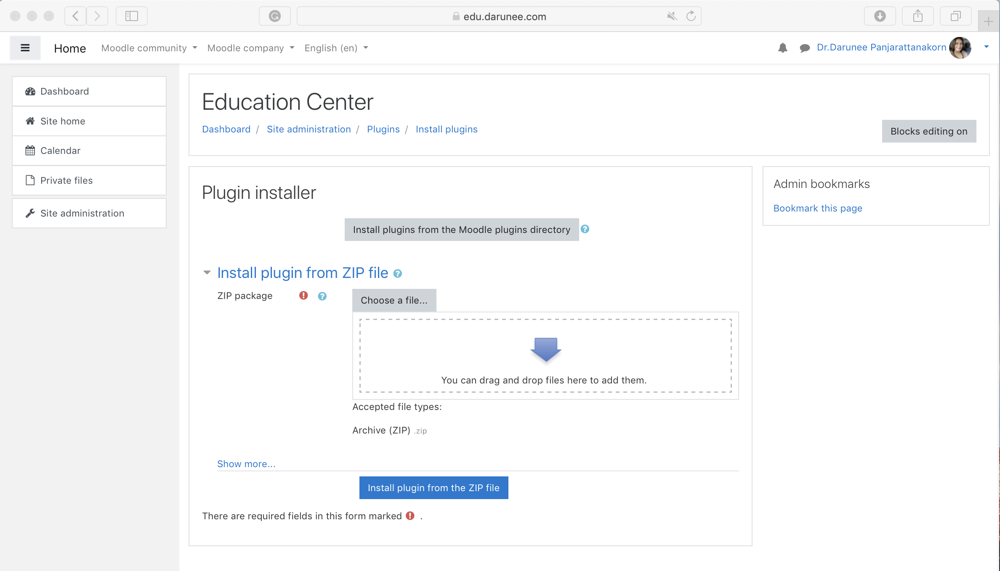 edu.darunee.com
Home Moodle community Moodle company English (en) Dr.Darunee Panjarattanakorn
Dashboard
Site home
Calendar
Private files
Site administration
Education Center
Dashboard / Site administration / Plugins / Install plugins
Blocks editing on
Plugin installer
Install plugins from the Moodle plugins directory ?
Install plugin from ZIP file ?
ZIP package ! ?
Choose a file...
You can drag and drop files here to add them.
Accepted file types:
Archive (ZIP) .zip
Show more...
Install plugin from the ZIP file
There are required fields in this form marked ! .
Admin bookmarks
Bookmark this page